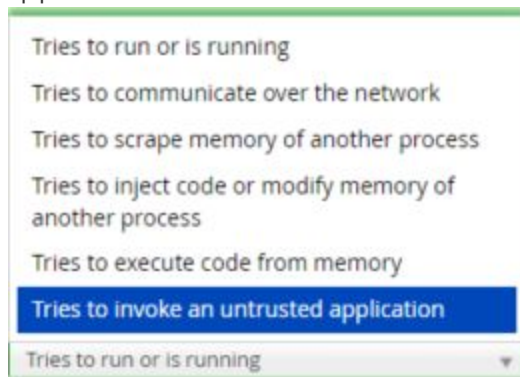 Tries to run or is running
Tries to communicate over the network
Tries to scrape memory of another process
Tries to inject code or modify memory of
another process
Tries to execute code from memory
Tries to invoke an untrusted application
Tries to run or is running